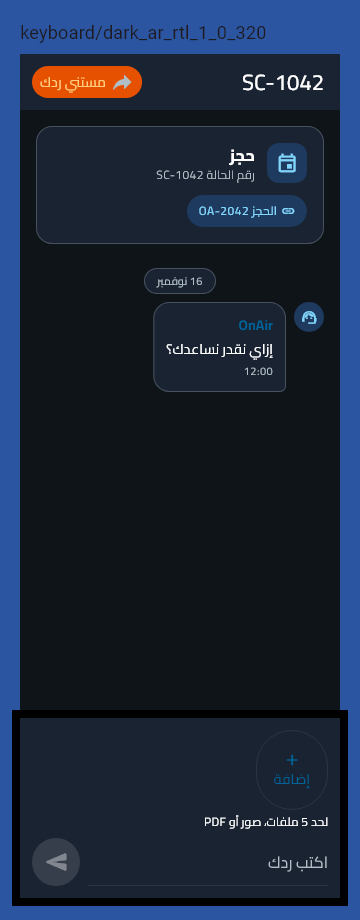 keyboard/dark_ar_rtl_1_0_320
SC-1042
مستني ردك
حجز
رقم الحالة SC-1042
الحجز OA-2042
16 نوفمبر
OnAir
إزاي نقدر نساعدك؟
12:00
+
إضافة
لحد 5 ملفات، صور أو PDF
اكتب ردك